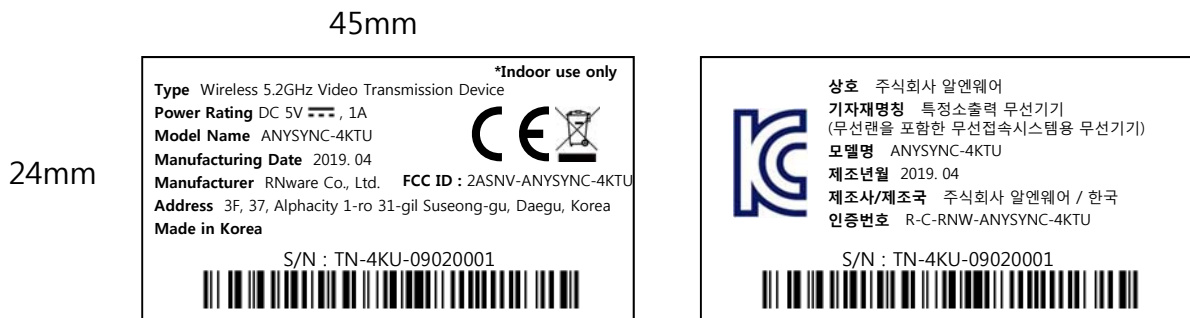 45mm
24mm
*Indoor use only
Type Wireless 5.2GHz Video Transmission Device
Power Rating DC 5V ⎓ , 1A
Model Name ANYSYNC-4KTU
Manufacturing Date 2019. 04
Manufacturer RNware Co., Ltd. FCC ID : 2ASNV-ANYSYNC-4KTU
Address 3F, 37, Alphacity 1-ro 31-gil Suseong-gu, Daegu, Korea
Made in Korea
CE
S/N : TN-4KU-09020001
KC
상호 주식회사 알엔웨어
기자재명칭 특정소출력 무선기기
(무선랜을 포함한 무선접속시스템용 무선기기)
모델명 ANYSYNC-4KTU
제조년월 2019. 04
제조사/제조국 주식회사 알엔웨어 / 한국
인증번호 R-C-RNW-ANYSYNC-4KTU
S/N : TN-4KU-09020001